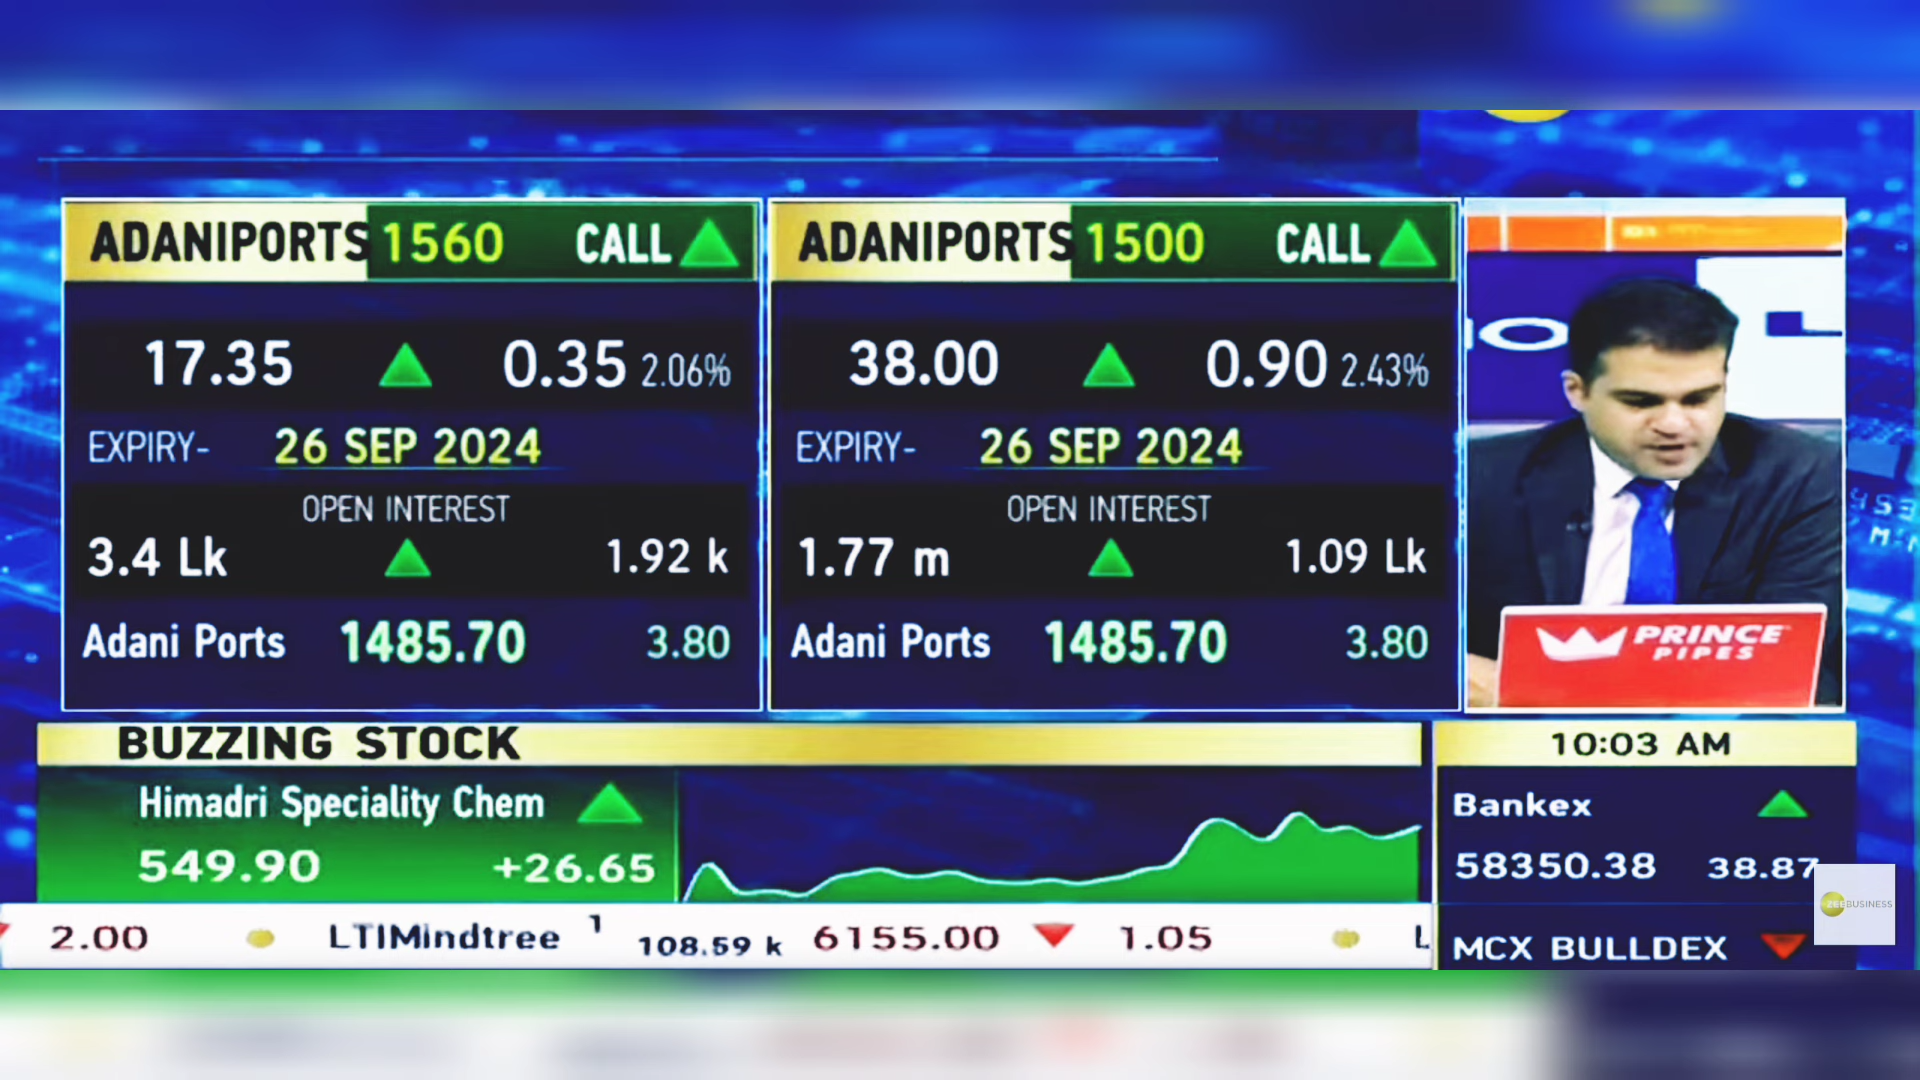 ADANIPORTS 1560 CALL
17.35 0.35 2.06%
EXPIRY- 26 SEP 2024
OPEN INTEREST
3.4 Lk 1.92 k
Adani Ports 1485.70 3.80
ADANIPORTS 1500 CALL
38.00 0.90 2.43%
EXPIRY- 26 SEP 2024
OPEN INTEREST
1.77 m 1.09 Lk
Adani Ports 1485.70 3.80
PRINCE
PIPES
BUZZING STOCK
Himadri Speciality Chem
549.90 +26.65
10:03 AM
Bankex
58350.38 38.87
MCX BULLDEX
ZEEBUSINESS
2.00 LTIMindtree 1 108.59 k 6155.00 1.05 L